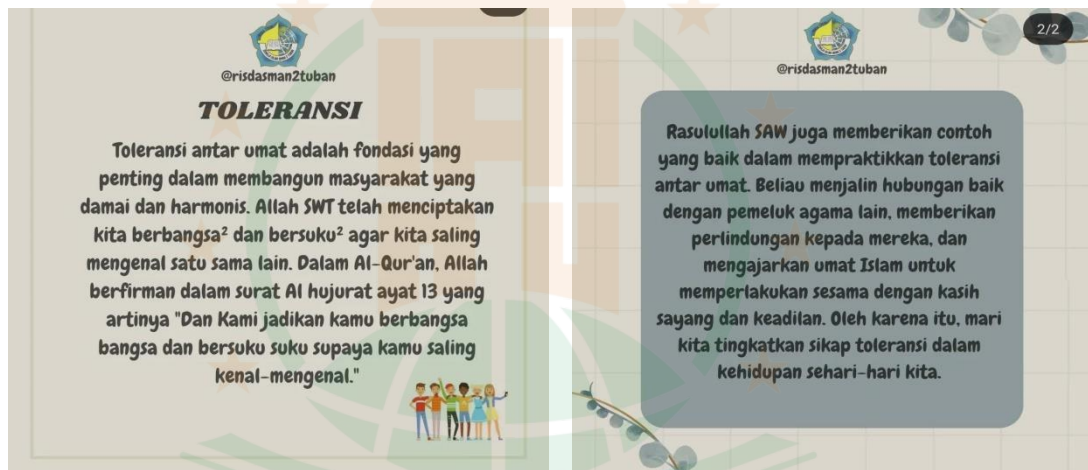 @risdasman2tuban
TOLERANSI
Toleransi antar umat adalah fondasi yang
penting dalam membangun masyarakat yang
damai dan harmonis. Allah SWT telah menciptakan
kita berbangsa² dan bersuku² agar kita saling
mengenal satu sama lain. Dalam Al-Qur'an, Allah
berfirman dalam surat Al hujurat ayat 13 yang
artinya "Dan Kami jadikan kamu berbangsa
bangsa dan bersuku suku supaya kamu saling
kenal-mengenal."
2/2
@risdasman2tuban
Rasulullah SAW juga memberikan contoh
yang baik dalam mempraktikkan toleransi
antar umat. Beliau menjalin hubungan baik
dengan pemeluk agama lain, memberikan
perlindungan kepada mereka, dan
mengajarkan umat Islam untuk
memperlakukan sesama dengan kasih
sayang dan keadilan. Oleh karena itu, mari
kita tingkatkan sikap toleransi dalam
kehidupan sehari-hari kita.